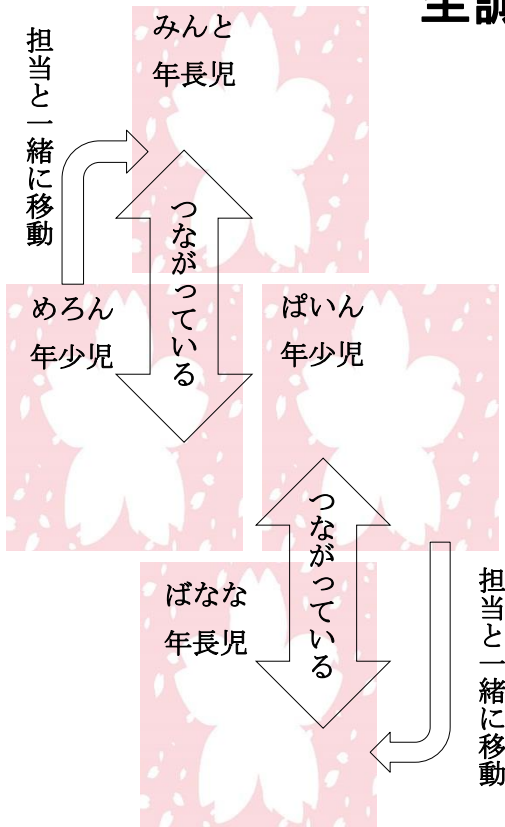 みんと
年長児
担当と一緒に移動
つながっている
めろん
年少児
ぱいん
年少児
つながっている
ばなな
年長児
担当と一緒に移動